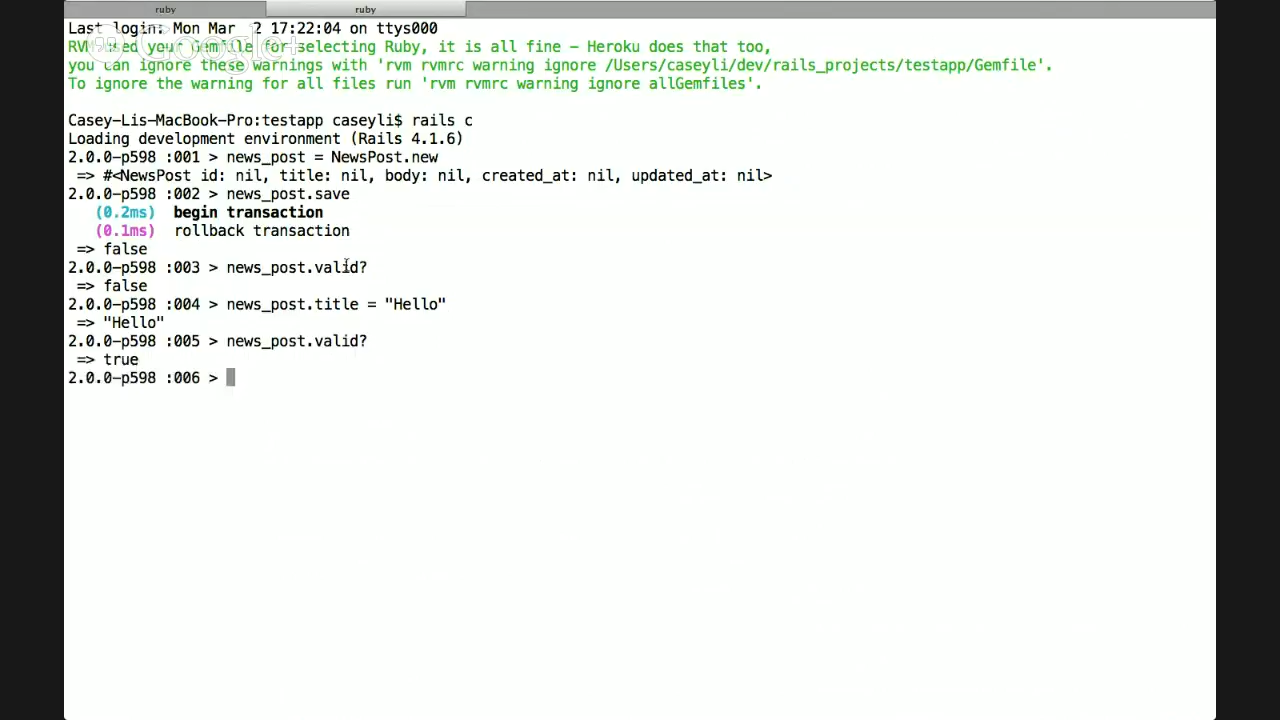 ruby
ruby
Last login: Mon Mar  2 17:22:04 on ttys000
RVM used your Gemfile for selecting Ruby, it is all fine - Heroku does that too,
you can ignore these warnings with 'rvm rvmrc warning ignore /Users/caseyli/dev/rails_projects/testapp/Gemfile'.
To ignore the warning for all files run 'rvm rvmrc warning ignore allGemfiles'.
Google+
Casey-Lis-MacBook-Pro:testapp caseyli$ rails c
Loading development environment (Rails 4.1.6)
2.0.0-p598 :001 > news_post = NewsPost.new
=> #<NewsPost id: nil, title: nil, body: nil, created_at: nil, updated_at: nil>
2.0.0-p598 :002 > news_post.save
(0.2ms)  begin transaction
(0.1ms)  rollback transaction
=> false
2.0.0-p598 :003 > news_post.valid?
=> false
2.0.0-p598 :004 > news_post.title = "Hello"
=> "Hello"
2.0.0-p598 :005 > news_post.valid?
=> true
2.0.0-p598 :006 >